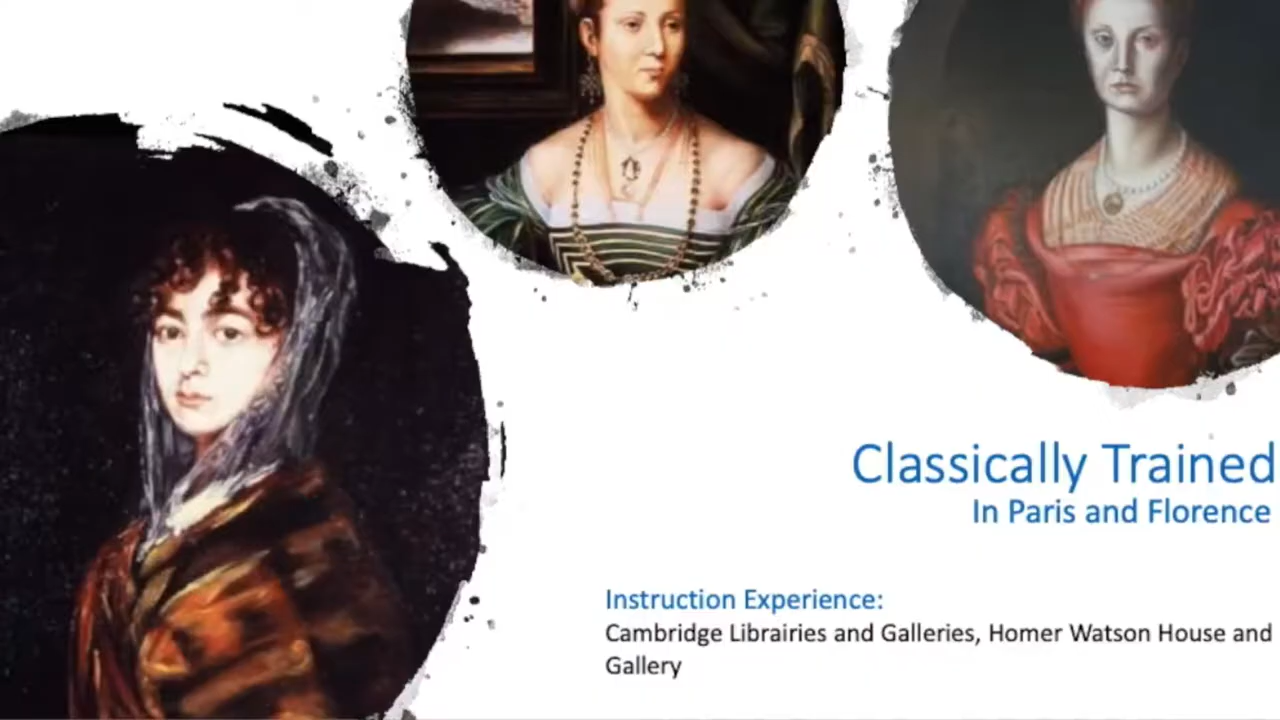 Classically Trained
In Paris and Florence
Instruction Experience:
Cambridge Librairies and Galleries, Homer Watson House and
Gallery